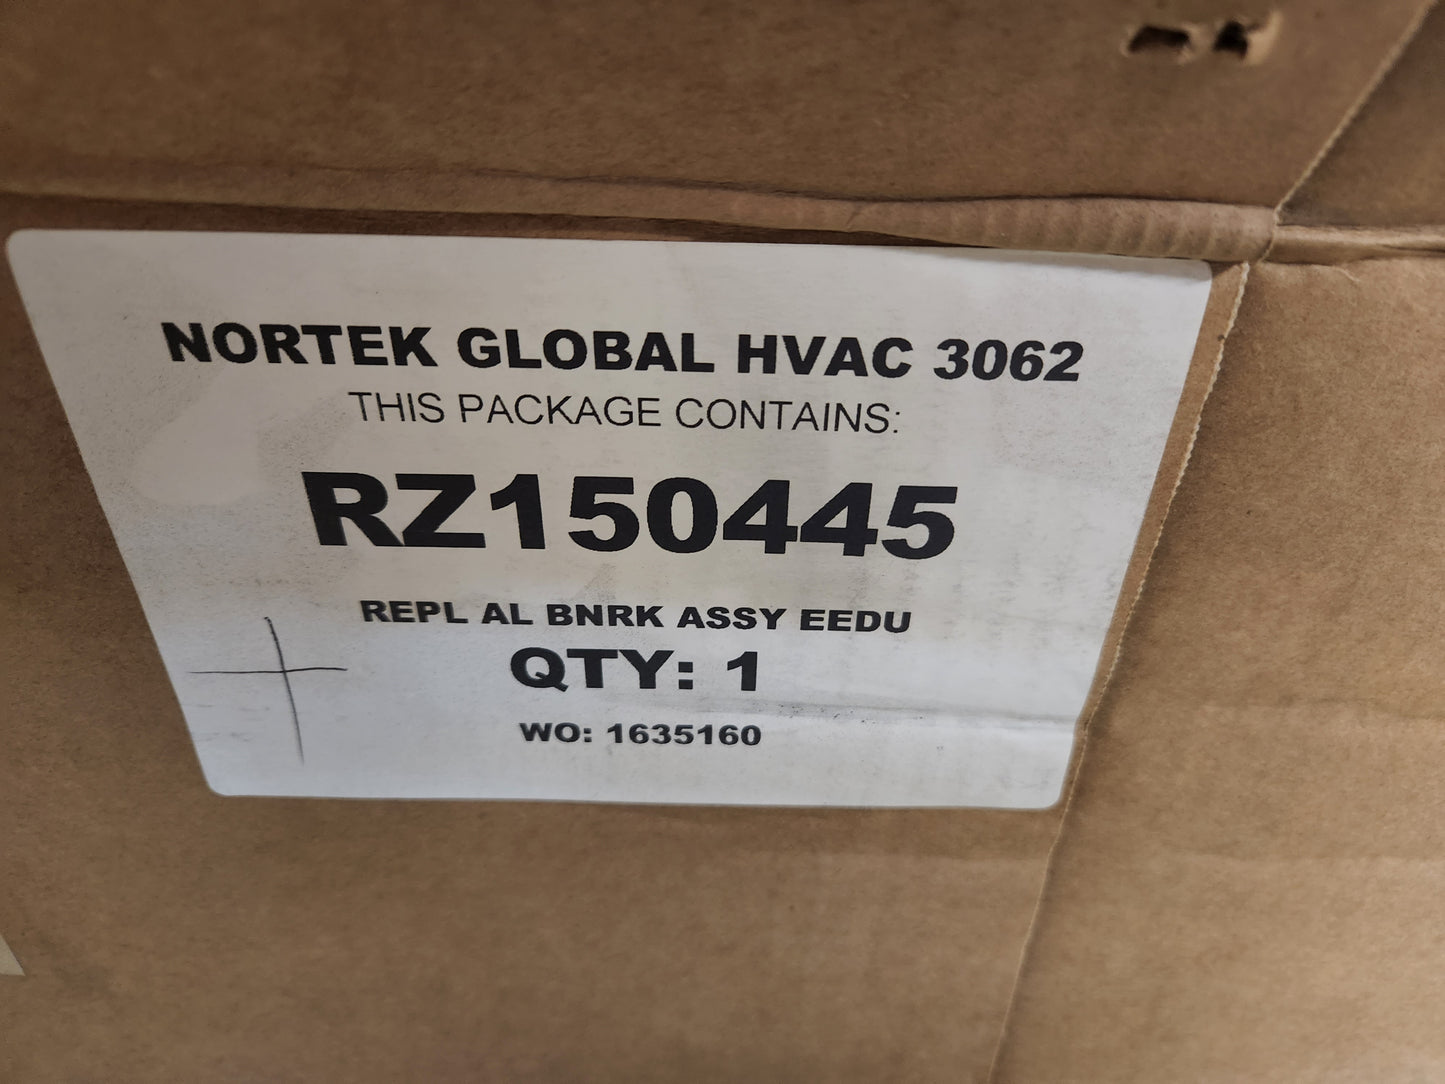 NORTEK GLOBAL HVAC 3062
THIS PACKAGE CONTAINS:
RZ150445
REPL AL BNRK ASSY EEDU
QTY: 1
WO: 1635160